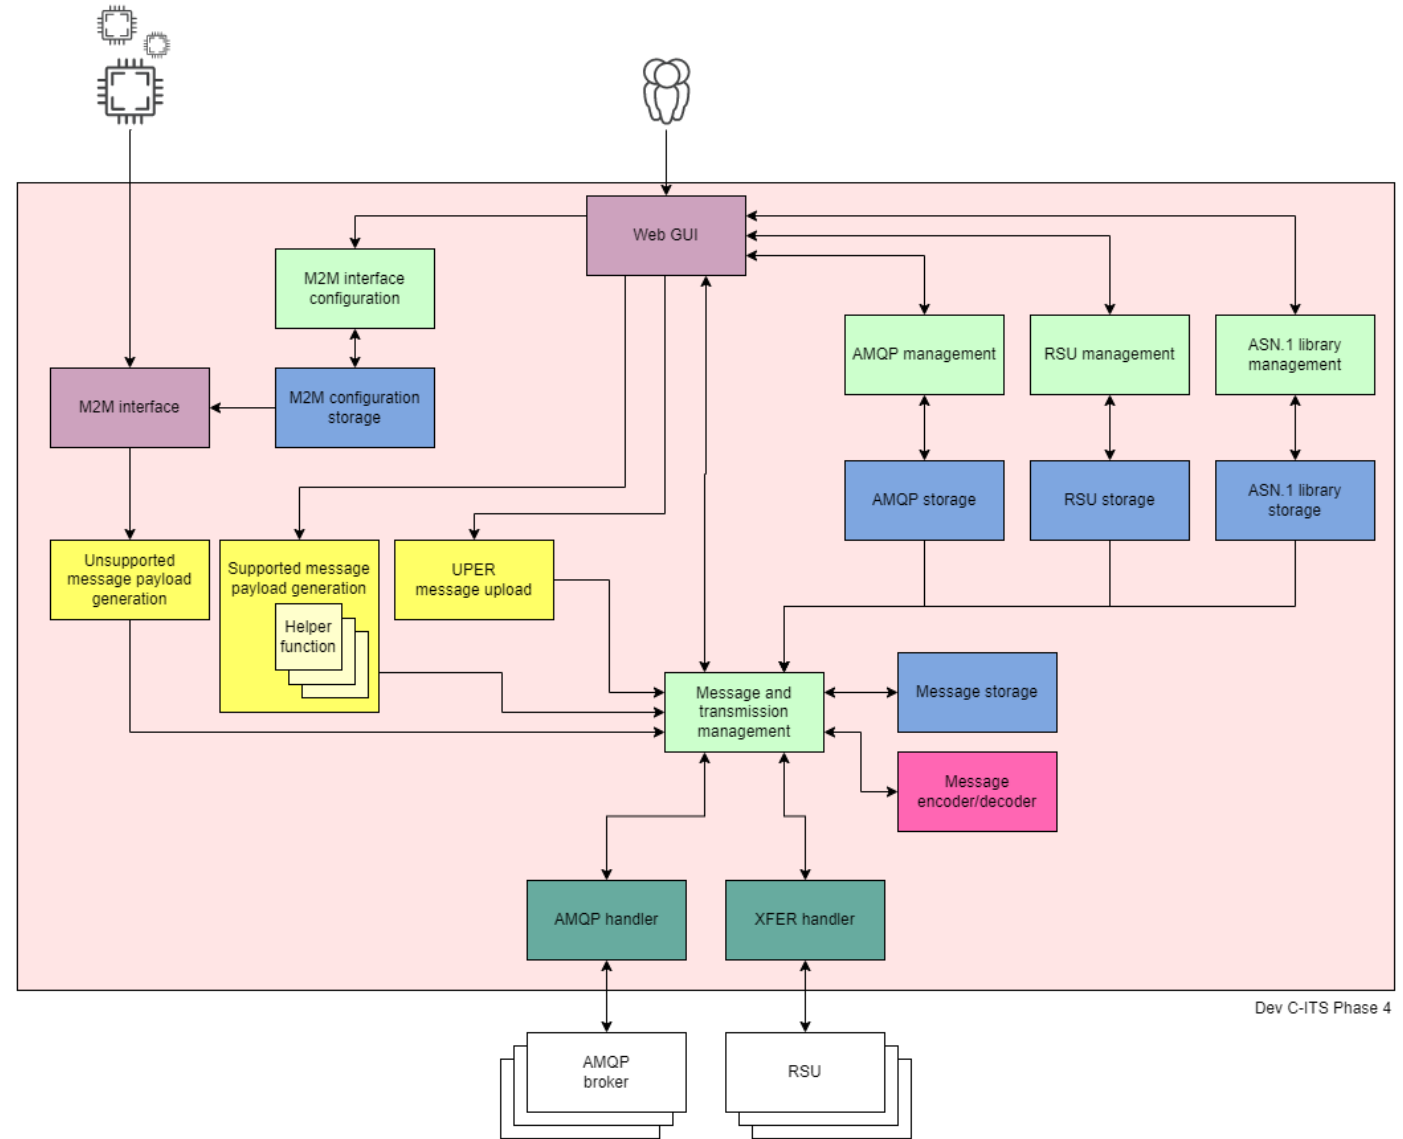 Web GUI
M2M interface
configuration
AMQP management
RSU management
ASN.1 library
management
M2M interface
M2M configuration
storage
AMQP storage
RSU storage
ASN.1 library
storage
Unsupported
message payload
generation
Supported message
payload generation
Helper
function
UPER
message upload
Message and
transmission
management
Message storage
Message
encoder/decoder
AMQP handler
XFER handler
Dev C-ITS Phase 4
AMQP
broker
RSU